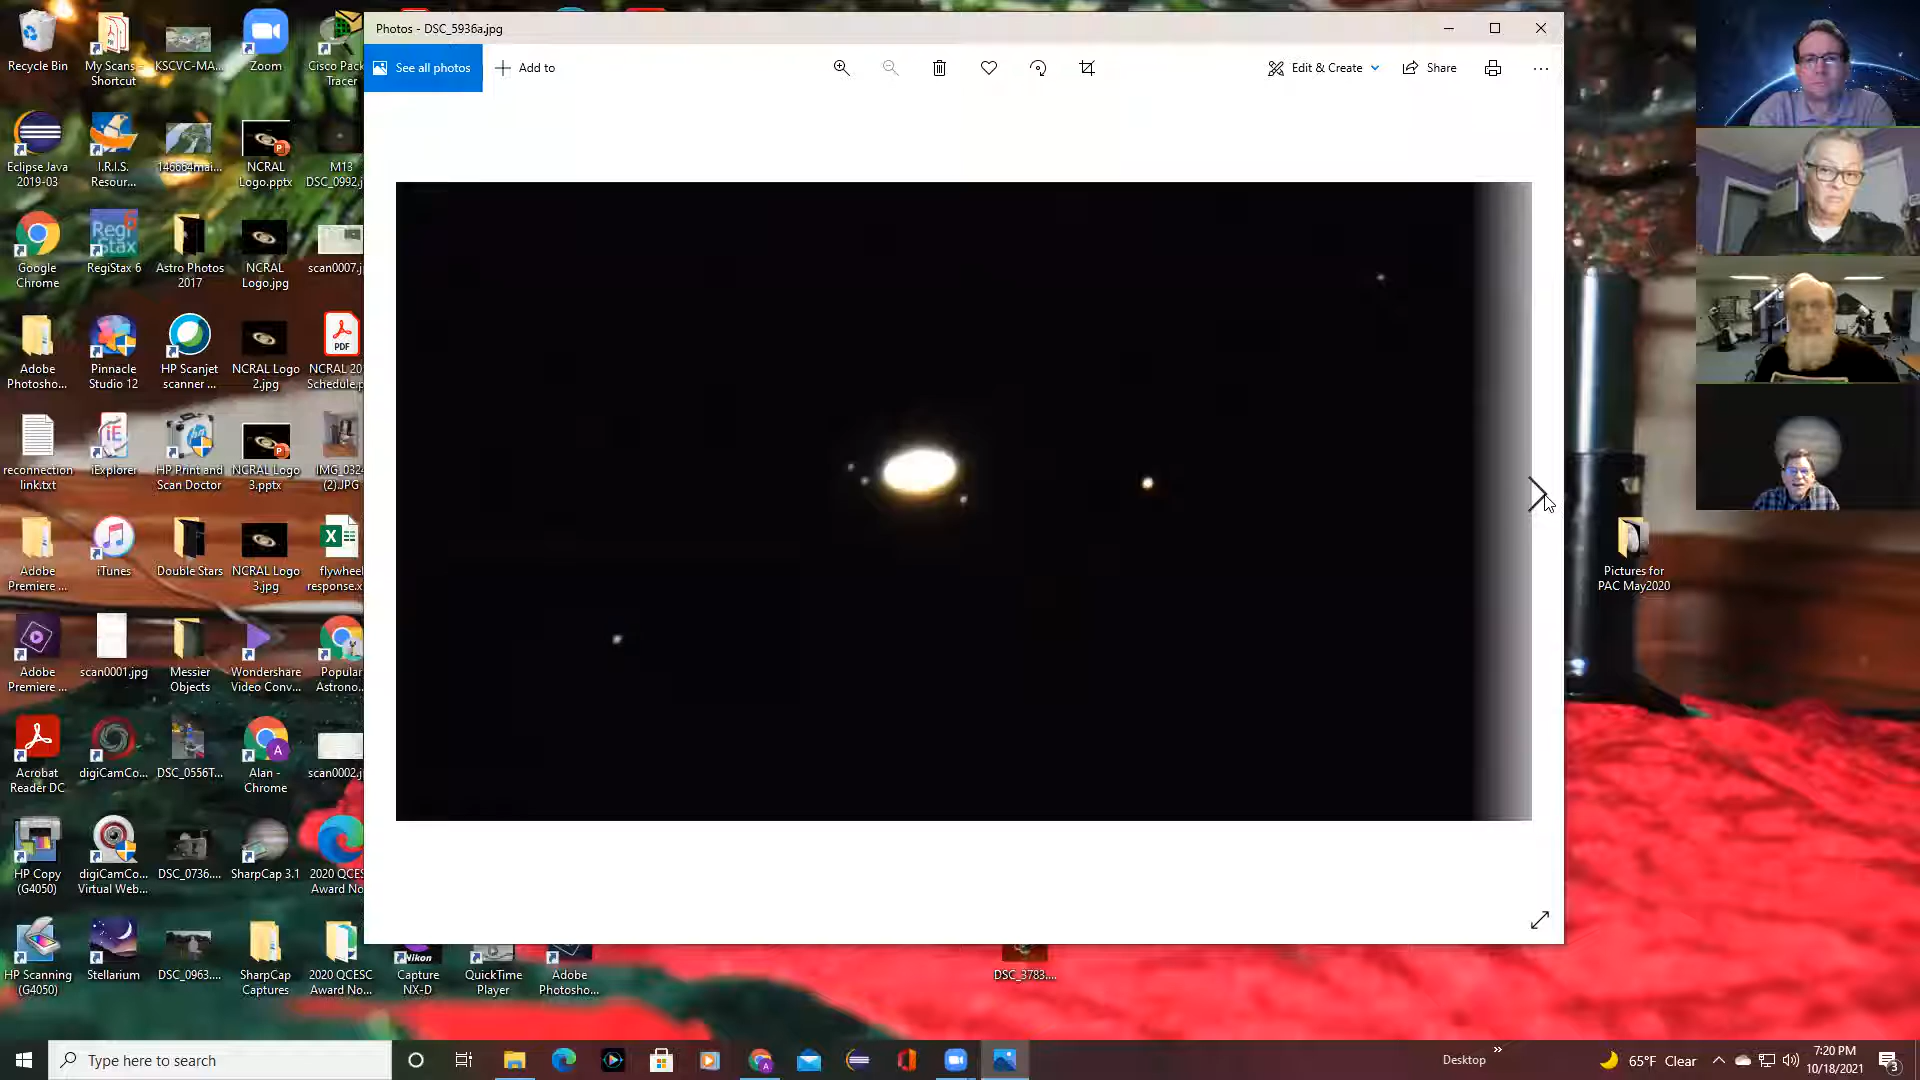 Photos - DSC_5936a.jpg
See all photos
Add to
Edit & Create
Share
Recycle Bin
My Scans - Shortcut
KSCVC-MA...
Zoom
Cisco Pack Tracer
Eclipse Java 2019-03
I.R.I.S. Resour...
146664mai...
NCRAL Logo.pptx
M13 DSC_0992.j
Google Chrome
RegiStax 6
Astro Photos 2017
NCRAL Logo.jpg
scan0007.j
Adobe Photosho...
Pinnacle Studio 12
HP Scanjet scanner ...
NCRAL Logo 2.jpg
PDF
NCRAL 20 Schedule.p
reconnection link.txt
iExplorer
HP Print and Scan Doctor
NCRAL Logo 3.pptx
IMG_0324 (2).JPG
Adobe Premiere ...
iTunes
Double Stars
NCRAL Logo 3.jpg
flywheel response.x
Pictures for PAC May2020
Adobe Premiere ...
scan0001.jpg
Messier Objects
Wondershare Video Conv...
Popular Astrono...
Acrobat Reader DC
digiCamCo...
DSC_0556T...
Alan - Chrome
scan0002.j
HP Copy (G4050)
digiCamCo... Virtual Web...
DSC_0736....
SharpCap 3.1
2020 QCES Award No
HP Scanning (G4050)
Stellarium
DSC_0963....
SharpCap Captures
2020 QCESC Award No...
Nikon
Capture NX-D
QuickTime Player
Adobe Photosho...
DSC_3783....
Type here to search
Desktop
65°F Clear
7:20 PM
10/18/2021
3